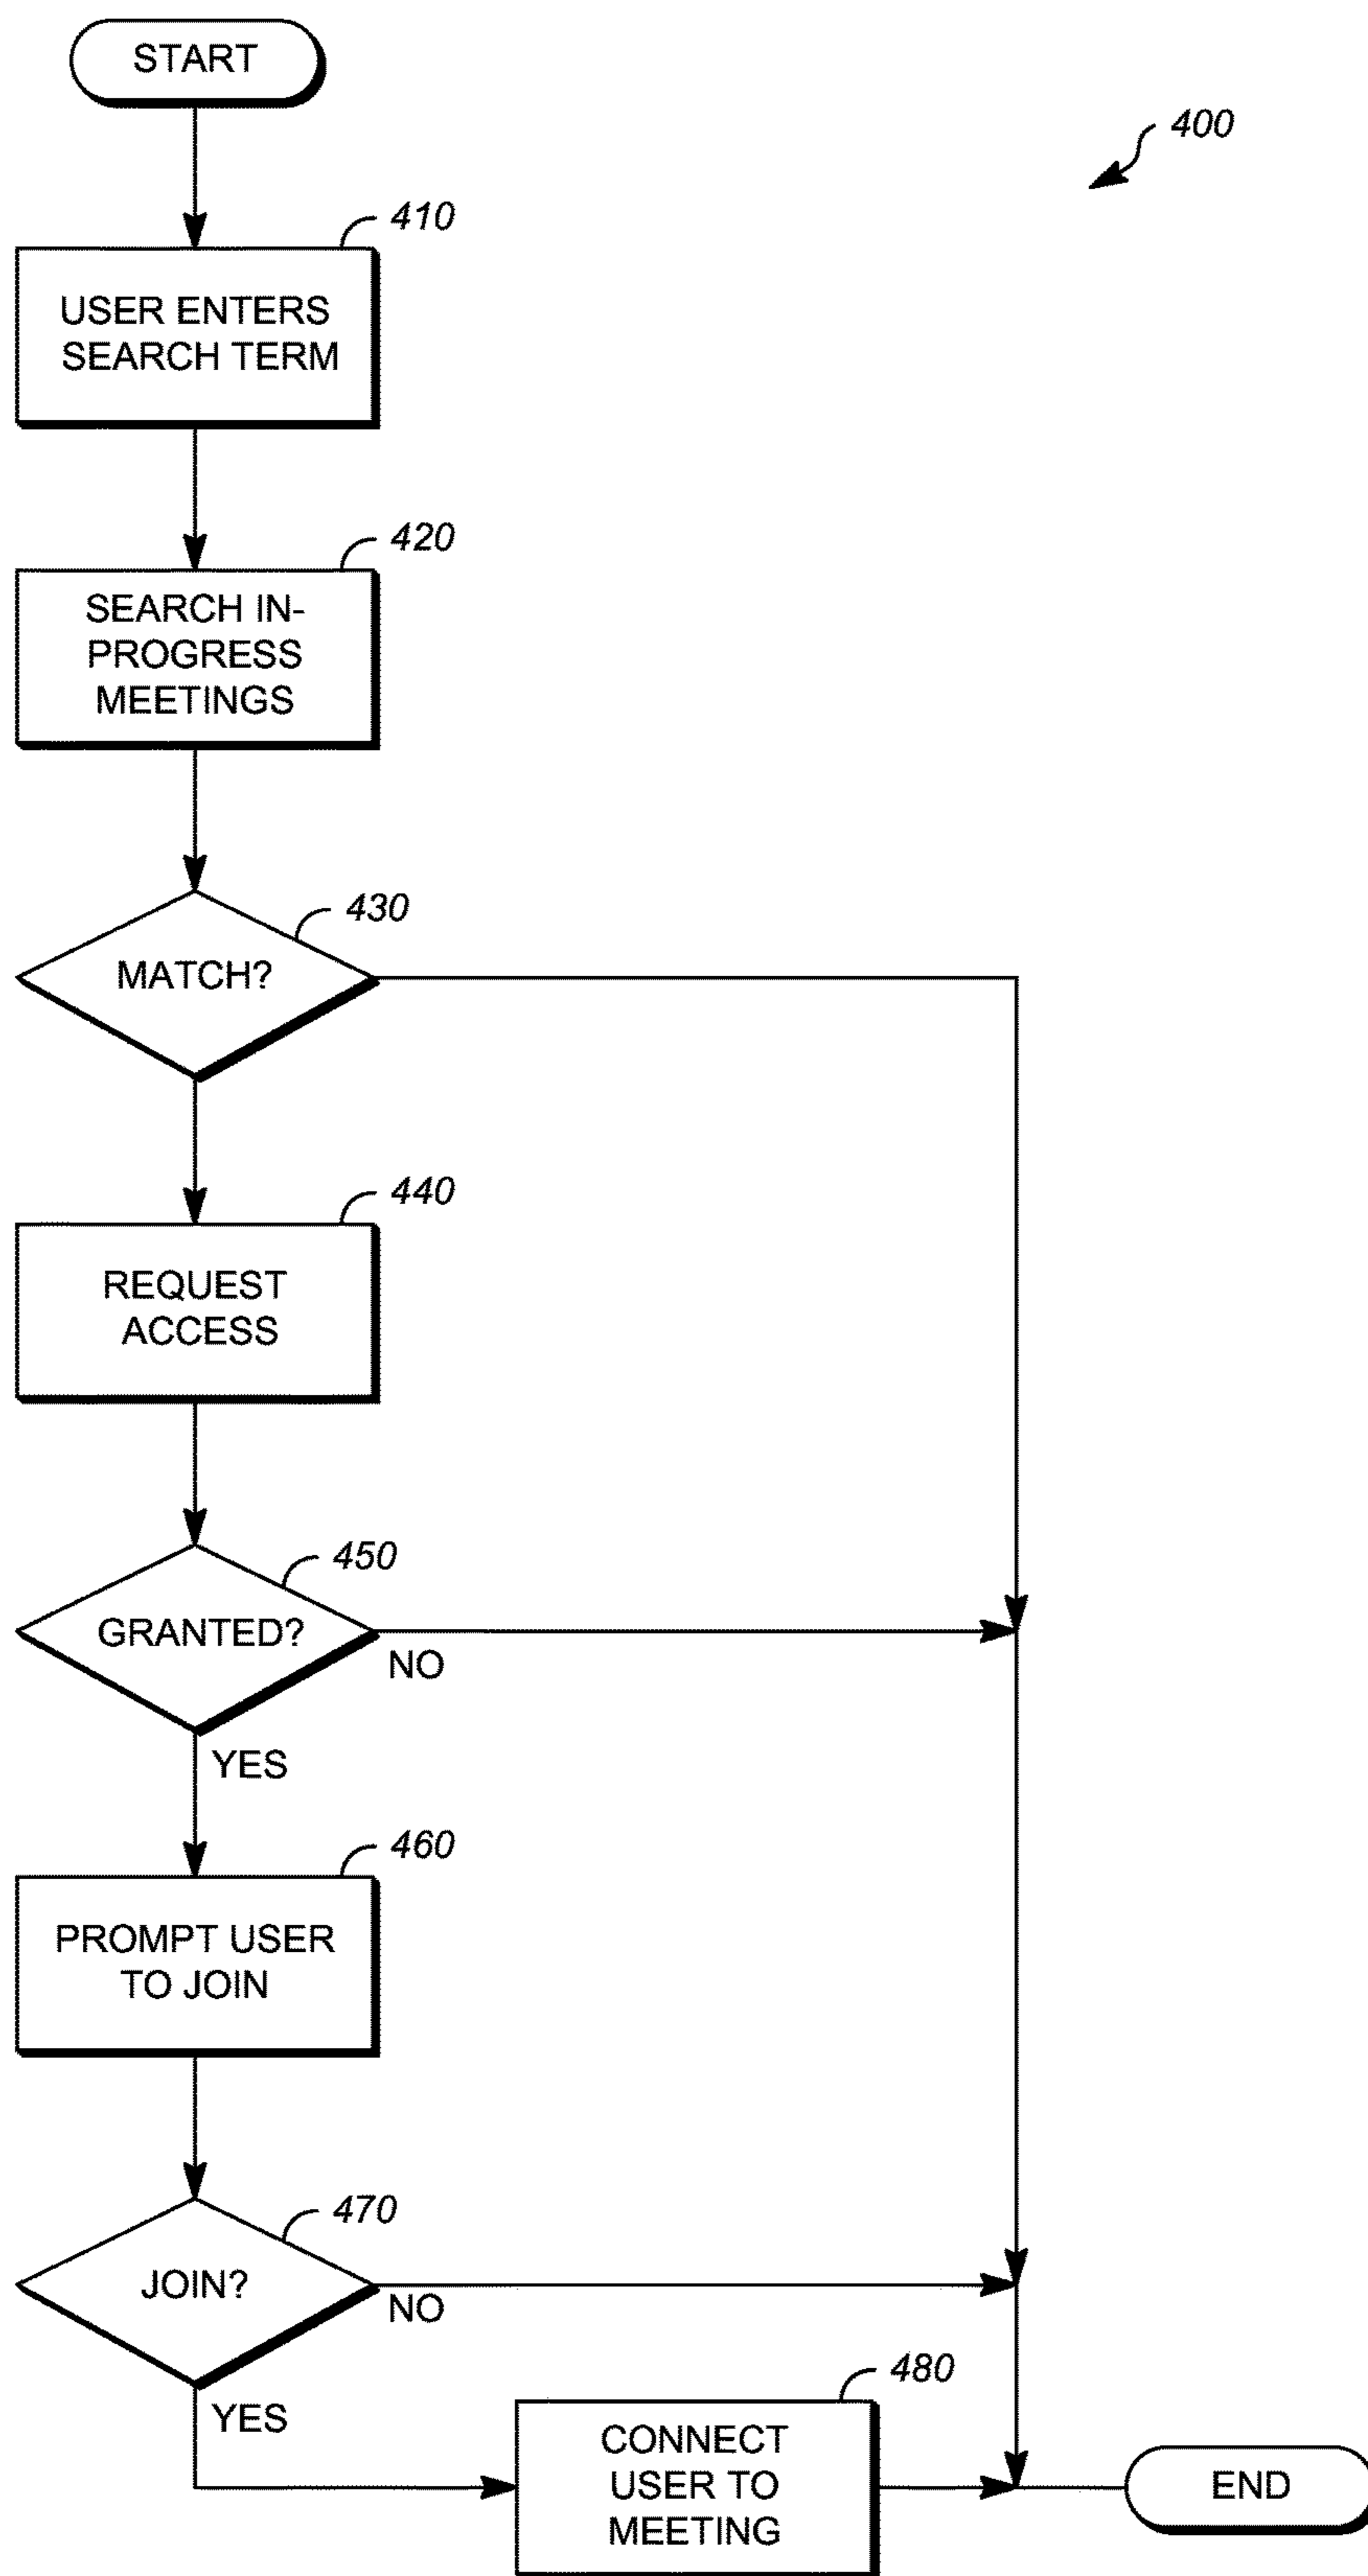 START
400
410
USER ENTERS
SEARCH TERM
420
SEARCH IN-
PROGRESS
MEETINGS
430
MATCH?
440
REQUEST
ACCESS
450
GRANTED?
NO
YES
460
PROMPT USER
TO JOIN
470
JOIN?
NO
YES
480
CONNECT
USER TO
MEETING
END